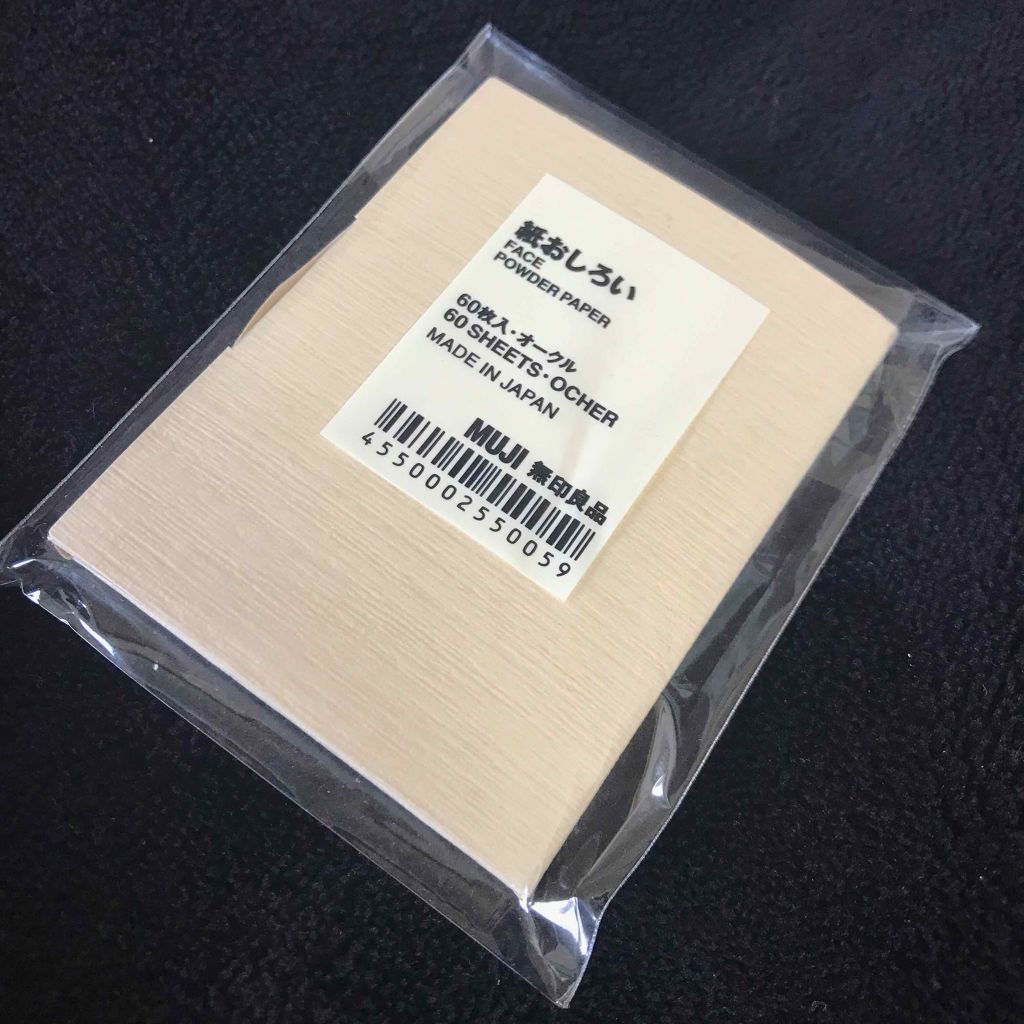 紙おしろい
FACE
POWDER PAPER
60枚入・オークル
60 SHEETS・OCHER
MADE IN JAPAN
MUJI 無印良品
4550002550059